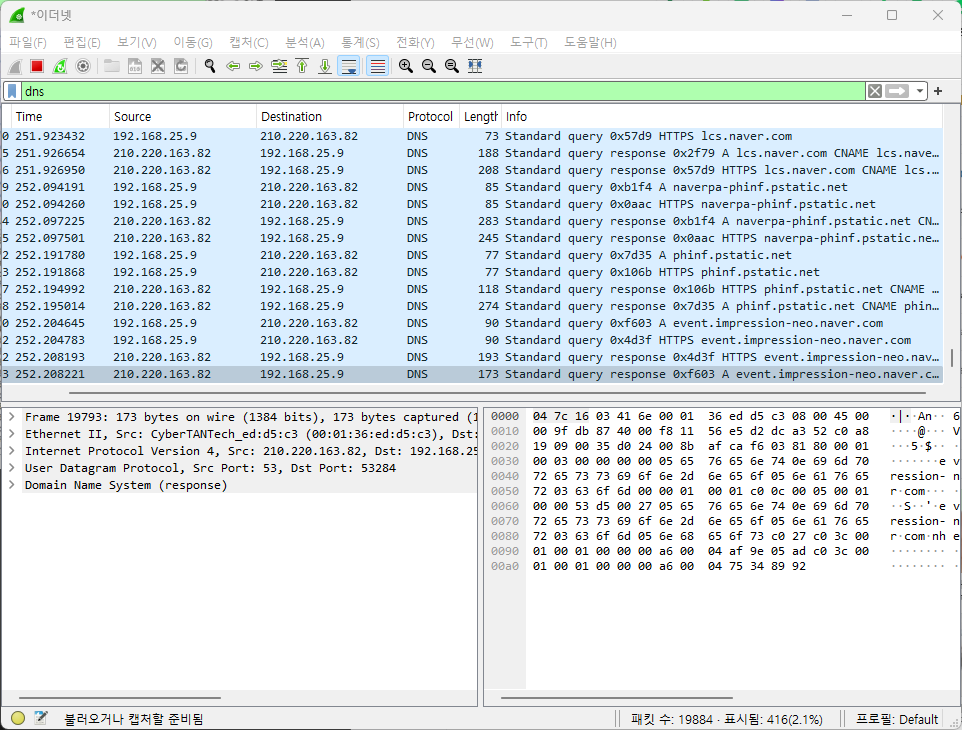 *이더넷
파일(F) 편집(E) 보기(V) 이동(G) 캡처(C) 분석(A) 통계(S) 전화(Y) 무선(W) 도구(T) 도움말(H)
dns
Time Source Destination Protocol Length Info
0 251.923432 192.168.25.9 210.220.163.82 DNS 73 Standard query 0x57d9 HTTPS lcs.naver.com
5 251.926654 210.220.163.82 192.168.25.9 DNS 188 Standard query response 0x2f79 A lcs.naver.com CNAME lcs.nave…
6 251.926950 210.220.163.82 192.168.25.9 DNS 208 Standard query response 0x57d9 HTTPS lcs.naver.com CNAME lcs.…
9 252.094191 192.168.25.9 210.220.163.82 DNS 85 Standard query 0xb1f4 A naverpa-phinf.pstatic.net
0 252.094260 192.168.25.9 210.220.163.82 DNS 85 Standard query 0x0aac HTTPS naverpa-phinf.pstatic.net
4 252.097225 210.220.163.82 192.168.25.9 DNS 283 Standard query response 0xb1f4 A naverpa-phinf.pstatic.net CN…
5 252.097501 210.220.163.82 192.168.25.9 DNS 245 Standard query response 0x0aac HTTPS naverpa-phinf.pstatic.ne…
2 252.191780 192.168.25.9 210.220.163.82 DNS 77 Standard query 0x7d35 A phinf.pstatic.net
3 252.191868 192.168.25.9 210.220.163.82 DNS 77 Standard query 0x106b HTTPS phinf.pstatic.net
7 252.194992 210.220.163.82 192.168.25.9 DNS 118 Standard query response 0x106b HTTPS phinf.pstatic.net CNAME …
8 252.195014 210.220.163.82 192.168.25.9 DNS 274 Standard query response 0x7d35 A phinf.pstatic.net CNAME phin…
0 252.204645 192.168.25.9 210.220.163.82 DNS 90 Standard query 0xf603 A event.impression-neo.naver.com
2 252.204783 192.168.25.9 210.220.163.82 DNS 90 Standard query 0x4d3f HTTPS event.impression-neo.naver.com
2 252.208193 210.220.163.82 192.168.25.9 DNS 193 Standard query response 0x4d3f HTTPS event.impression-neo.nav…
3 252.208221 210.220.163.82 192.168.25.9 DNS 173 Standard query response 0xf603 A event.impression-neo.naver.c…
Frame 19793: 173 bytes on wire (1384 bits), 173 bytes captured (1
Ethernet II, Src: CyberTANTech_ed:d5:c3 (00:01:36:ed:d5:c3), Dst:
Internet Protocol Version 4, Src: 210.220.163.82, Dst: 192.168.25
User Datagram Protocol, Src Port: 53, Dst Port: 53284
Domain Name System (response)
0000 04 7c 16 03 41 6e 00 01 36 ed d5 c3 08 00 45 00 ·|··An·· 6
0010 00 9f db 87 40 00 f8 11 56 e5 d2 dc a3 52 c0 a8 ····@··· V
0020 19 09 00 35 d0 24 00 8b af ca f6 03 81 80 00 01 ···5·$·· ·
0030 00 03 00 00 00 00 05 65 76 65 6e 74 0e 69 6d 70 ·······e v
0040 72 65 73 73 69 6f 6e 2d 6e 65 6f 05 6e 61 76 65 ression- n
0050 72 03 63 6f 6d 00 00 01 00 01 c0 0c 00 05 00 01 r·com··· ·
0060 00 00 53 d5 00 27 05 65 76 65 6e 74 0e 69 6d 70 ··S··'·e v
0070 72 65 73 73 69 6f 6e 2d 6e 65 6f 05 6e 61 76 65 ression- n
0080 72 03 63 6f 6d 05 6e 68 65 6f 73 c0 27 c0 3c 00 r·com·nh e
0090 01 00 01 00 00 00 a6 00 04 af 9e 05 ad c0 3c 00 ········ ·
00a0 01 00 01 00 00 00 a6 00 04 75 34 89 92 ········ ·
불러오거나 캡처할 준비됨 패킷 수: 19884 · 표시됨: 416(2.1%) 프로필: Default